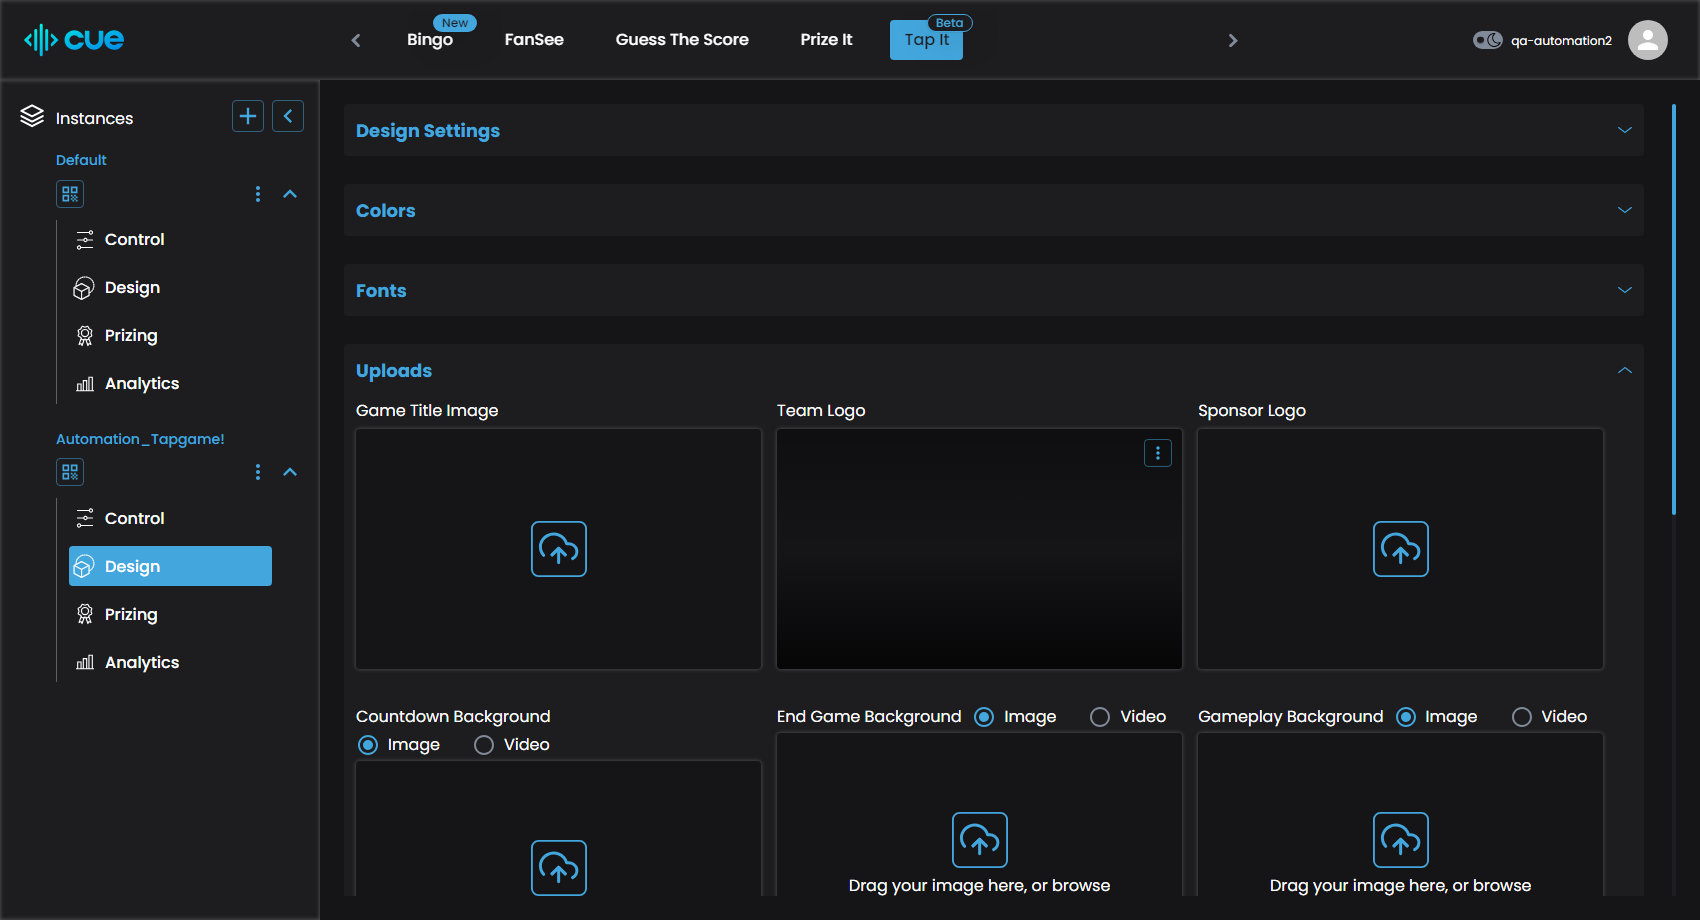 cue
Bingo
New
FanSee
Guess The Score
Prize It
Tap It
Beta
qa-automation2
Instances
Default
Control
Design
Prizing
Analytics
Automation_Tapgame!
Control
Design
Prizing
Analytics
Design Settings
Colors
Fonts
Uploads
Game Title Image
Team Logo
Sponsor Logo
Countdown Background
Image Video
End Game Background Image Video
Gameplay Background Image Video
Drag your image here, or browse
Drag your image here, or browse